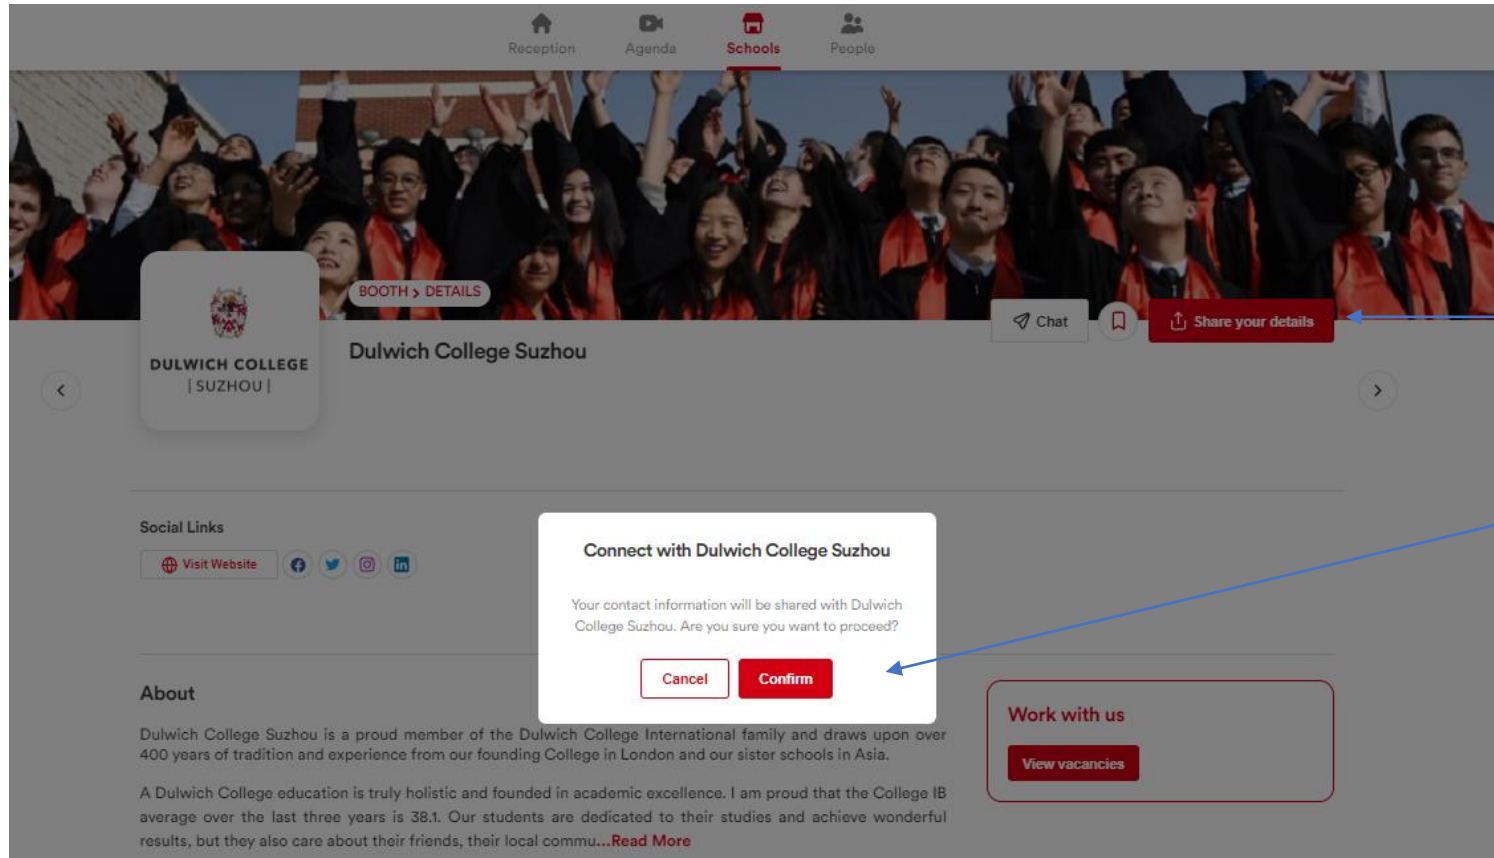 Reception
Agenda
Schools
People
BOOTH > DETAILS
Chat
Share your details
DULWICH COLLEGE
| SUZHOU |
Dulwich College Suzhou
Social Links
Visit Website
Connect with Dulwich College Suzhou
Your contact information will be shared with Dulwich
College Suzhou. Are you sure you want to proceed?
Cancel
Confirm
About
Dulwich College Suzhou is a proud member of the Dulwich College International family and draws upon over
400 years of tradition and experience from our founding College in London and our sister schools in Asia.
A Dulwich College education is truly holistic and founded in academic excellence. I am proud that the College IB
average over the last three years is 38.1. Our students are dedicated to their studies and achieve wonderful
results, but they also care about their friends, their local commu...Read More
Work with us
View vacancies